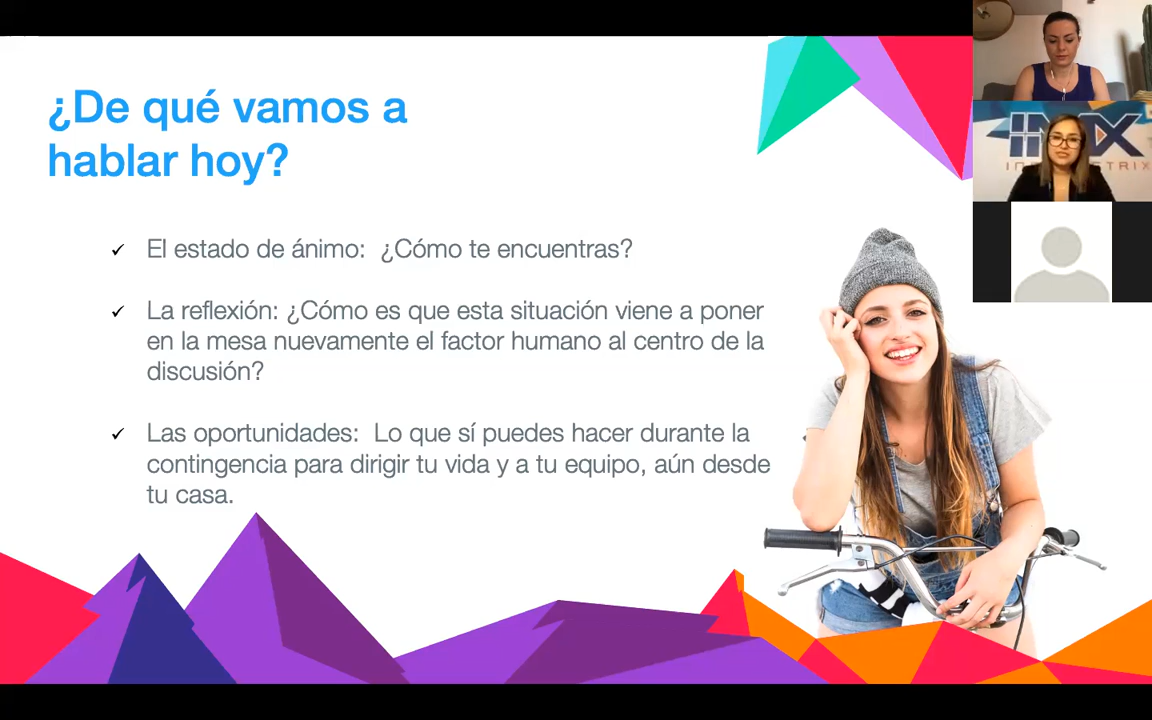 ¿De qué vamos a
hablar hoy?
El estado de ánimo:  ¿Cómo te encuentras?
La reflexión: ¿Cómo es que esta situación viene a poner
en la mesa nuevamente el factor humano al centro de la
discusión?
Las oportunidades:  Lo que sí puedes hacer durante la
contingencia para dirigir tu vida y a tu equipo, aún desde
tu casa.